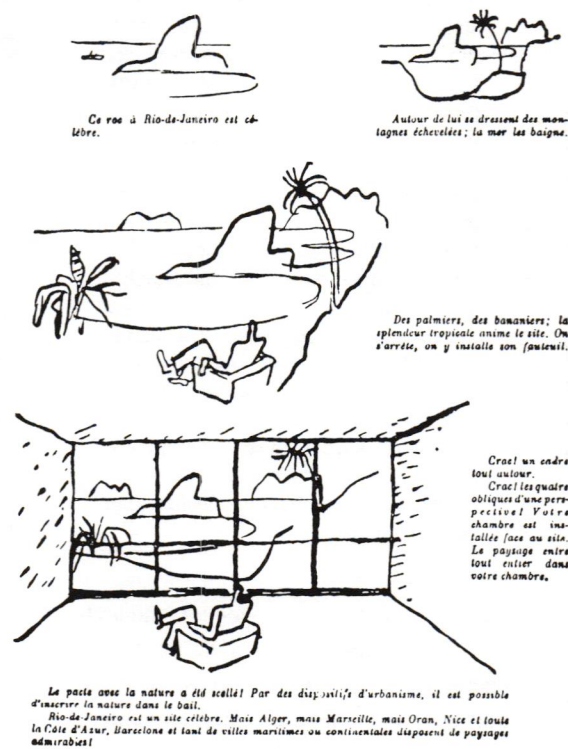 Ce roc à Rio-de-Janeiro est cé-
lèbre.
Autour de lui se dressent des mon-
tagnes échevelées; la mer les baigne.
Des palmiers, des bananiers; la
splendeur tropicale anime le site. On
s'arrête, on y installe son fauteuil.
Crac! un cadre
tout autour.
Crac! les quatre
obliques d'une pers-
pective! Votre
chambre est ins-
tallée face au site.
Le paysage entre
tout entier dans
votre chambre.
Le pacte avec la nature a été scellé! Par des dispositifs d'urbanisme, il est possible
d'inscrire la nature dans le bail.
Rio-de-Janeiro est un site célèbre. Mais Alger, mais Marseille, mais Oran, Nice et toute
la Côte d'Azur, Barcelone et tant de villes maritimes ou continentales disposent de paysages
admirables!